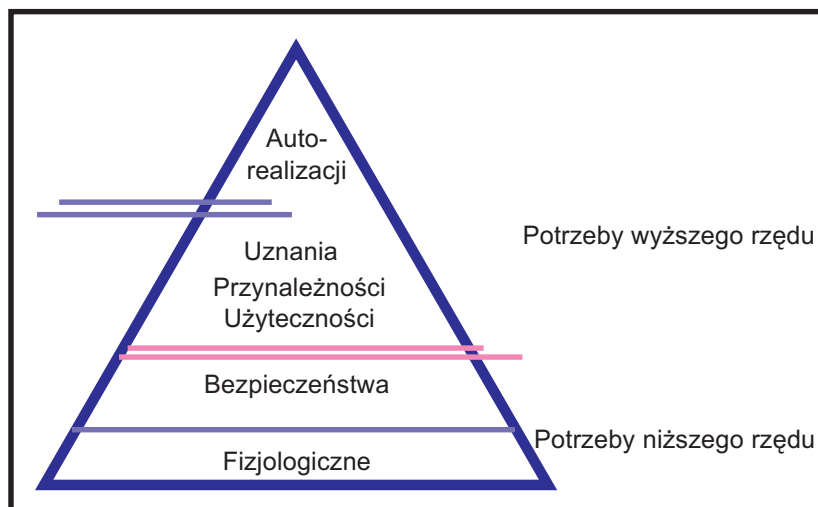 Auto-
realizacji
Potrzeby wyższego rzędu
Uznania
Przynależności
Użyteczności
Bezpieczeństwa
Potrzeby niższego rzędu
Fizjologiczne